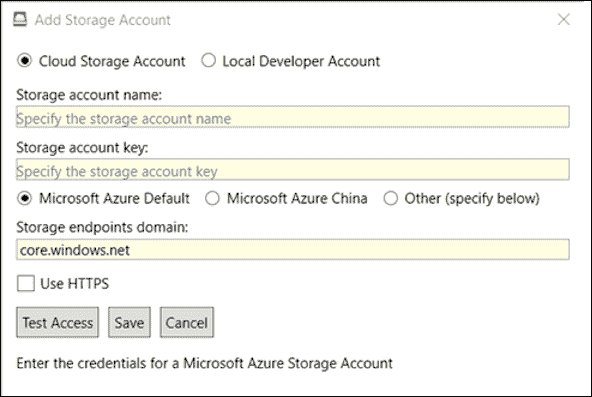 Add Storage Account
Cloud Storage Account Local Developer Account
Storage account name:
Specify the storage account name
Storage account key:
Specify the storage account key
Microsoft Azure Default Microsoft Azure China Other (specify below)
Storage endpoints domain:
core.windows.net
Use HTTPS
Test Access Save Cancel
Enter the credentials for a Microsoft Azure Storage Account